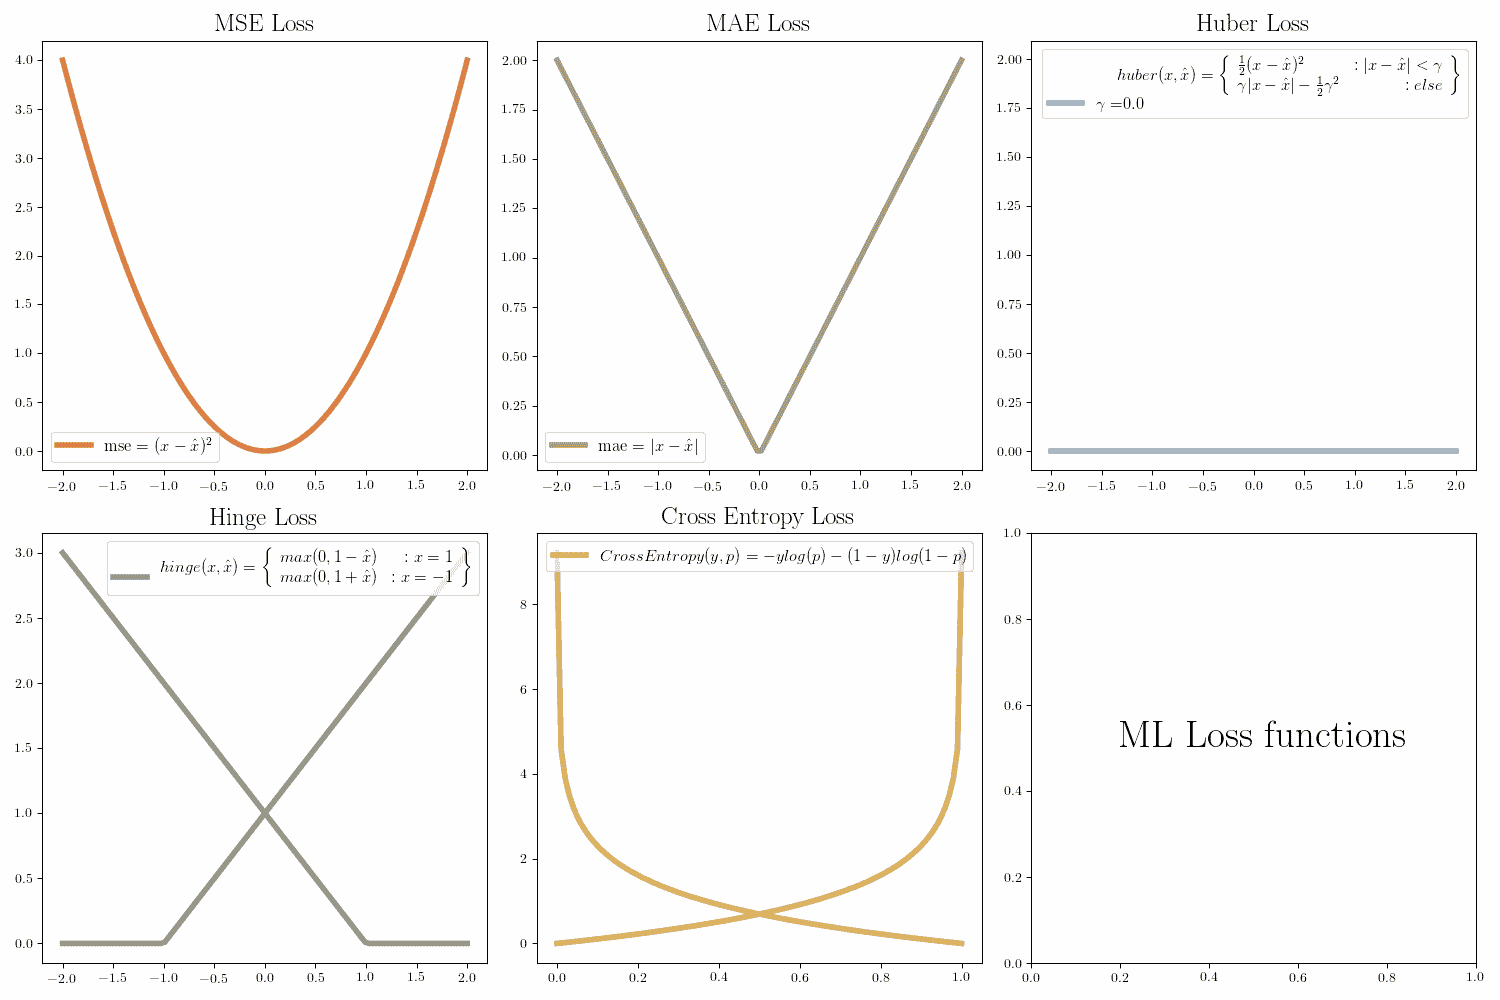 MSE Loss
4.0
3.5
3.0
2.5
2.0
1.5
1.0
0.5
0.0
mse = (x − x̂)²
−2.0 −1.5 −1.0 −0.5 0.0 0.5 1.0 1.5 2.0
MAE Loss
2.00
1.75
1.50
1.25
1.00
0.75
0.50
0.25
0.00
mae = |x − x̂|
−2.0 −1.5 −1.0 −0.5 0.0 0.5 1.0 1.5 2.0
Huber Loss
2.00
1.75
1.50
1.25
1.00
0.75
0.50
0.25
0.00
huber(x, x̂) = { ½(x − x̂)² : |x − x̂| < γ
γ|x − x̂| − ½γ² : else }
γ =0.0
−2.0 −1.5 −1.0 −0.5 0.0 0.5 1.0 1.5 2.0
Hinge Loss
3.0
2.5
2.0
1.5
1.0
0.5
0.0
hinge(x, x̂) = { max(0, 1 − x̂) : x = 1
max(0, 1 + x̂) : x = −1 }
−2.0 −1.5 −1.0 −0.5 0.0 0.5 1.0 1.5 2.0
Cross Entropy Loss
8
6
4
2
0
CrossEntropy(y, p) = −ylog(p) − (1 − y)log(1 − p)
0.0 0.2 0.4 0.6 0.8 1.0
1.0
0.8
0.6
0.4
0.2
0.0
ML Loss functions
0.0 0.2 0.4 0.6 0.8 1.0